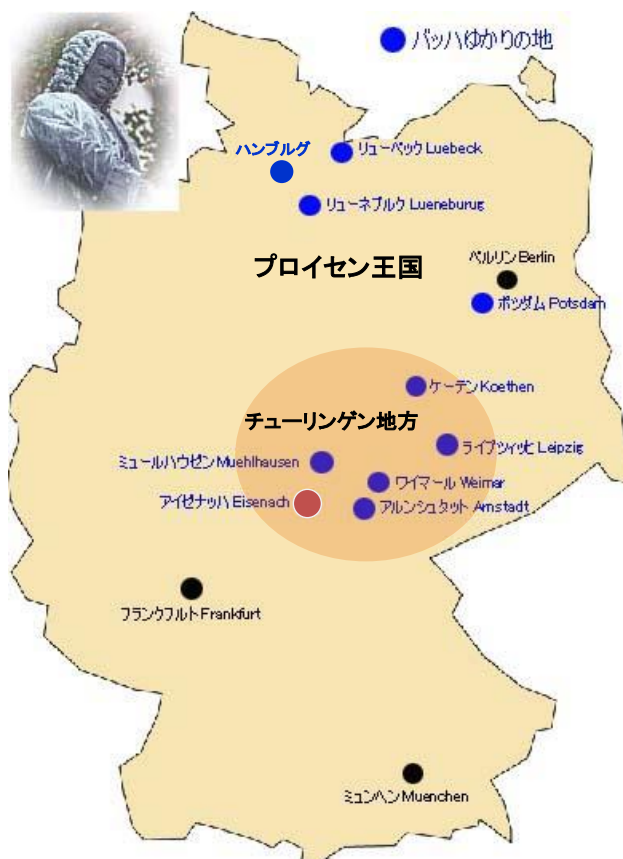 バッハゆかりの地
リューベック Luebeck
ハンブルグ
リューネブルク Lueneburug
プロイセン王国
ベルリン Berlin
ポツダム Potsdam
ケーテン Koethen
チューリンゲン地方
ライプツィッヒ Leipzig
ミュールハウゼン Muehlhausen
ワイマール Weimar
アイゼナッハ Eisenach
アルンシュタット Arnstadt
フランクフルト Frankfurt
ミュンヘン Muenchen